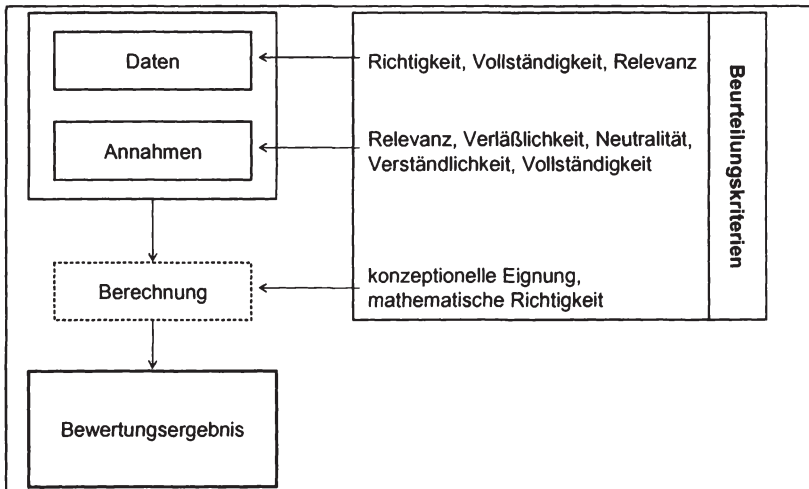 Daten
Richtigkeit, Vollständigkeit, Relevanz
Annahmen
Relevanz, Verläßlichkeit, Neutralität,
Verständlichkeit, Vollständigkeit
Berechnung
konzeptionelle Eignung,
mathematische Richtigkeit
Bewertungsergebnis
Beurteilungskriterien